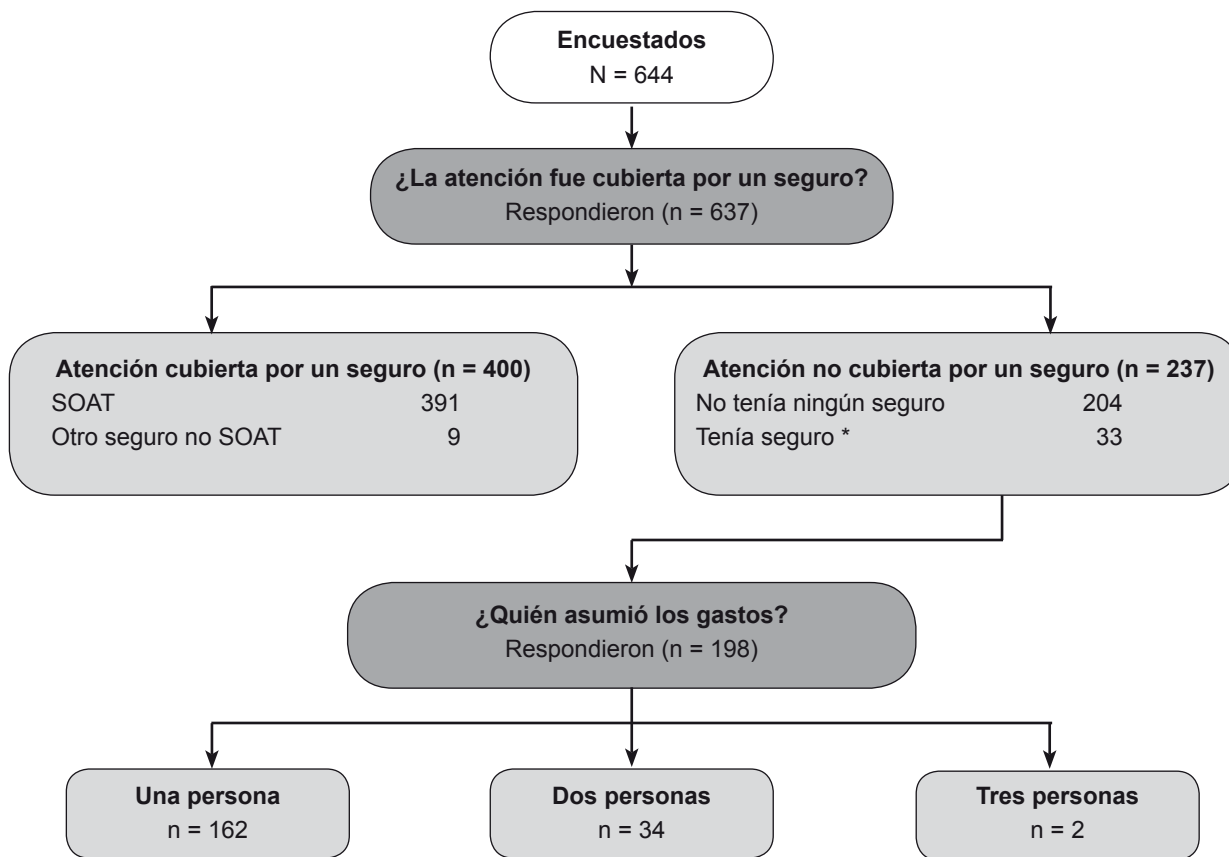 Encuestados
N = 644
¿La atención fue cubierta por un seguro?
Respondieron (n = 637)
Atención cubierta por un seguro (n = 400)
SOAT 391
Otro seguro no SOAT 9
Atención no cubierta por un seguro (n = 237)
No tenía ningún seguro 204
Tenía seguro * 33
¿Quién asumió los gastos?
Respondieron (n = 198)
Una persona
n = 162
Dos personas
n = 34
Tres personas
n = 2